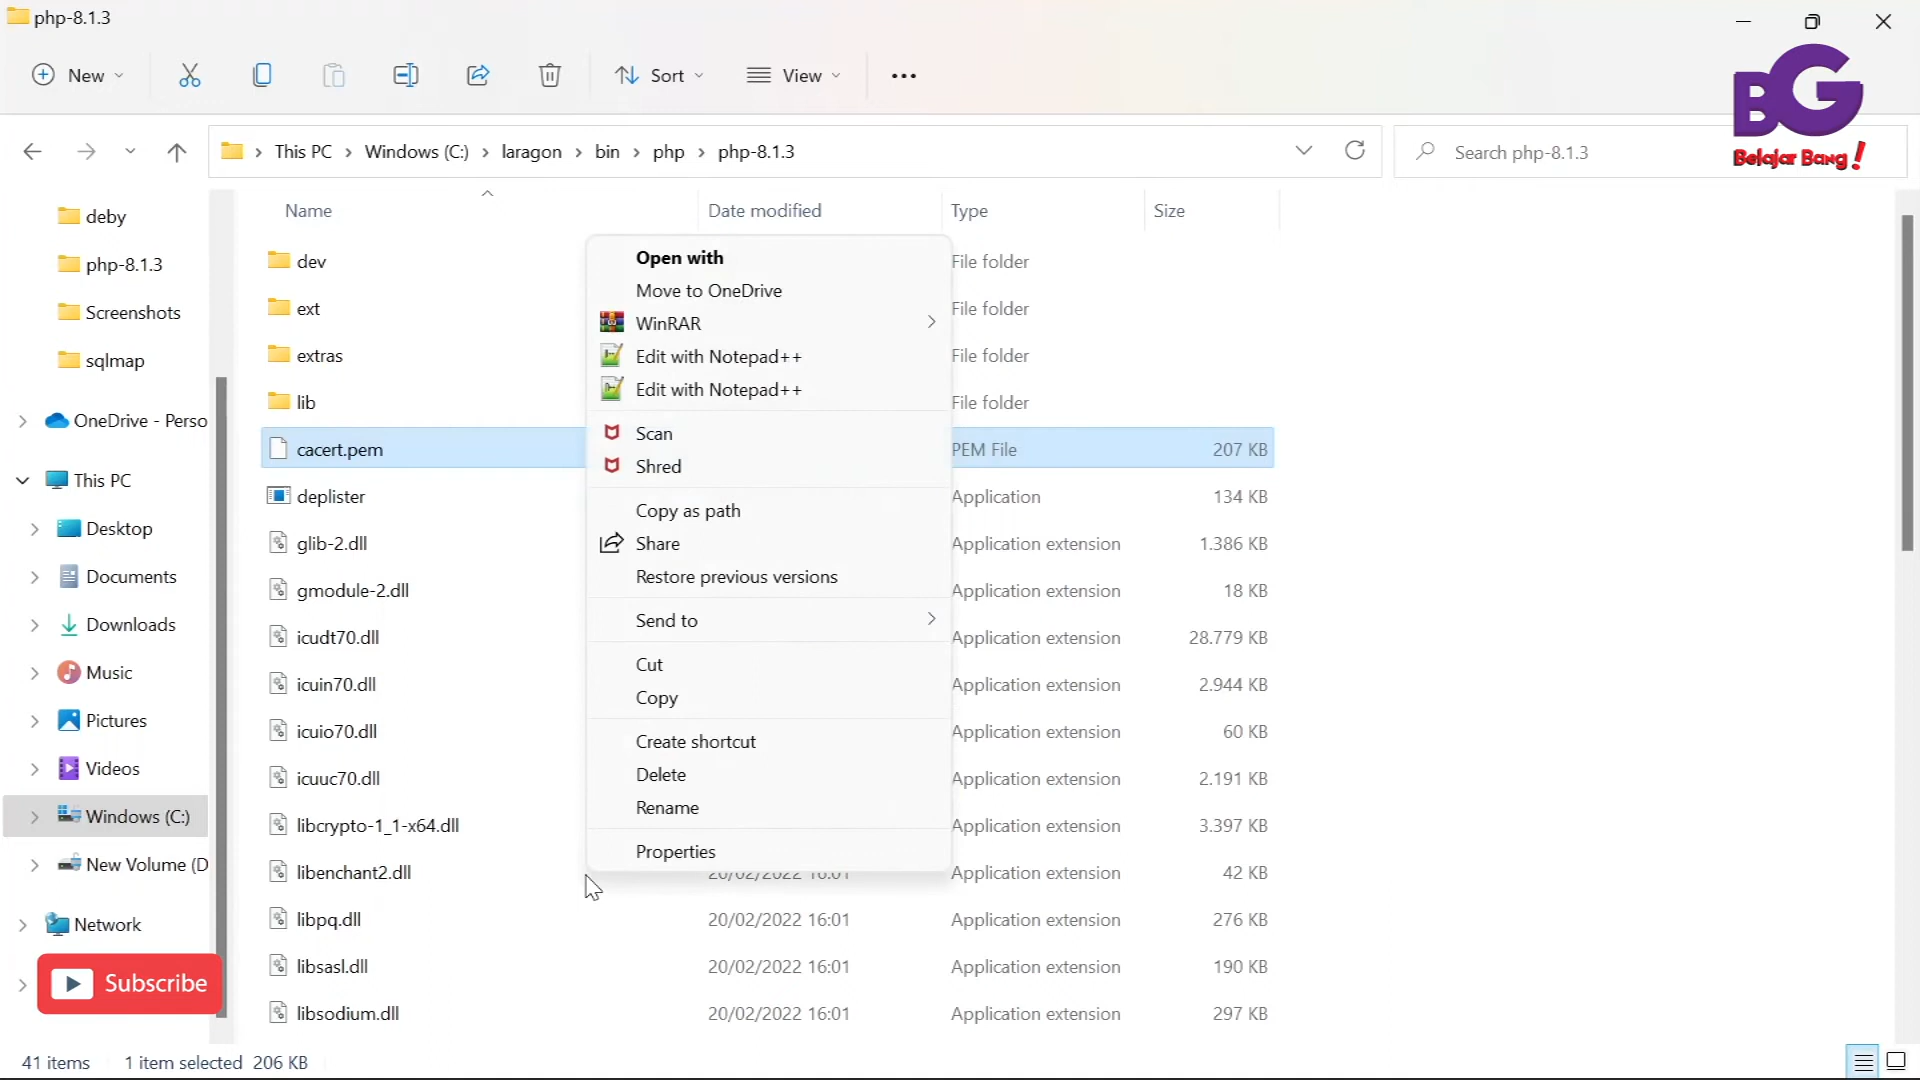 php-8.1.3
New
Sort
View
This PC > Windows (C:) > laragon > bin > php > php-8.1.3
Search php-8.1.3
BG
Belajar Bang!
deby
php-8.1.3
Screenshots
sqlmap
OneDrive - Perso
This PC
Desktop
Documents
Downloads
Music
Pictures
Videos
Windows (C:)
New Volume (D
Network
Subscribe
Name Date modified Type Size
dev File folder
ext File folder
extras File folder
lib File folder
cacert.pem PEM File 207 KB
deplister Application 134 KB
glib-2.dll Application extension 1.386 KB
gmodule-2.dll Application extension 18 KB
icudt70.dll Application extension 28.779 KB
icuin70.dll Application extension 2.944 KB
icuio70.dll Application extension 60 KB
icuuc70.dll Application extension 2.191 KB
libcrypto-1_1-x64.dll Application extension 3.397 KB
libenchant2.dll 20/02/2022 16:01 Application extension 42 KB
libpq.dll 20/02/2022 16:01 Application extension 276 KB
libsasl.dll 20/02/2022 16:01 Application extension 190 KB
libsodium.dll 20/02/2022 16:01 Application extension 297 KB
Open with
Move to OneDrive
WinRAR
Edit with Notepad++
Edit with Notepad++
Scan
Shred
Copy as path
Share
Restore previous versions
Send to
Cut
Copy
Create shortcut
Delete
Rename
Properties
41 items 1 item selected 206 KB